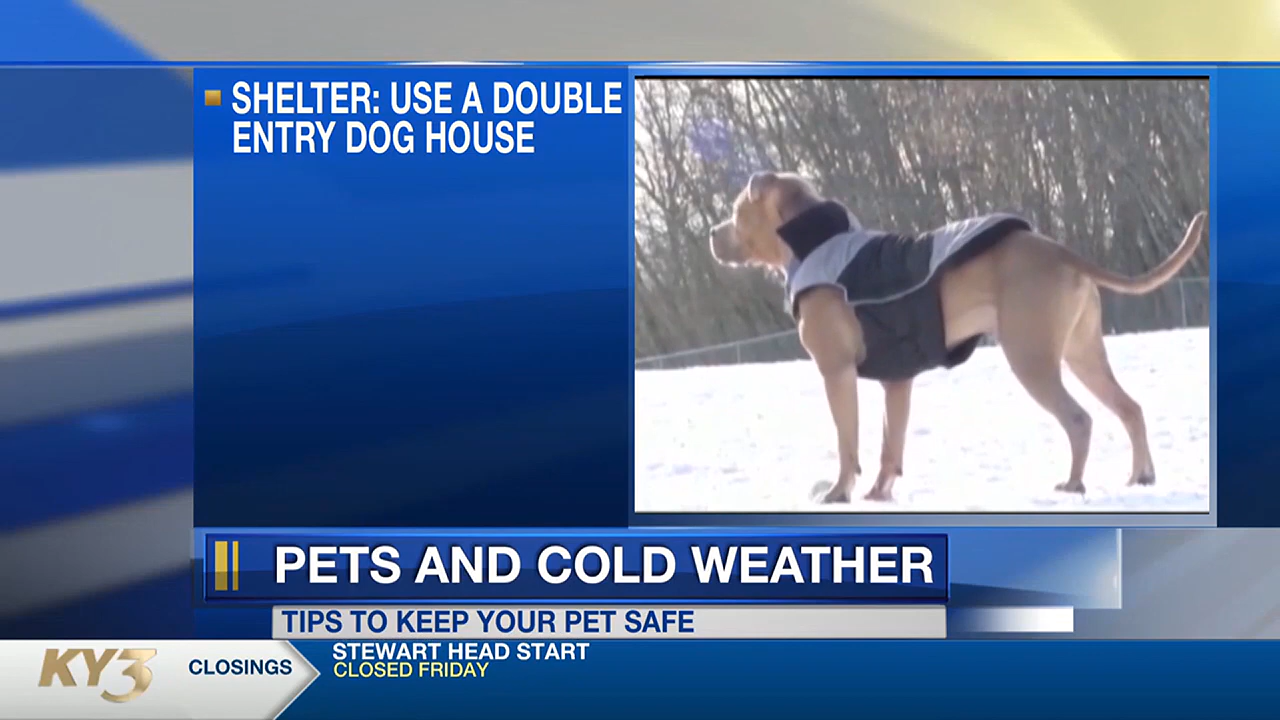 SHELTER: USE A DOUBLE
ENTRY DOG HOUSE
PETS AND COLD WEATHER
TIPS TO KEEP YOUR PET SAFE
KY3
CLOSINGS
STEWART HEAD START
CLOSED FRIDAY